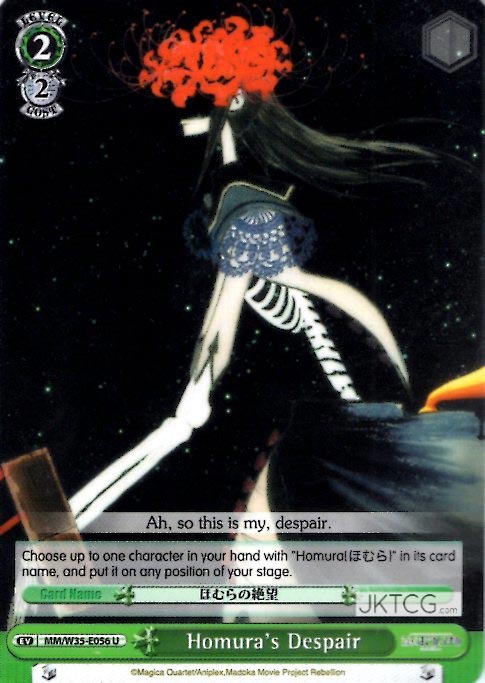 LEVEL
2
2
COST
Ah, so this is my, despair.
Choose up to one character in your hand with "Homura(ほむら)" in its card
name, and put it on any position of your stage.
Card Name
ほむらの絶望
JKTCG.com
EV
MM/W35-E056 U
Homura's Despair
©Magica Quartet/Aniplex,Madoka Movie Project Rebellion